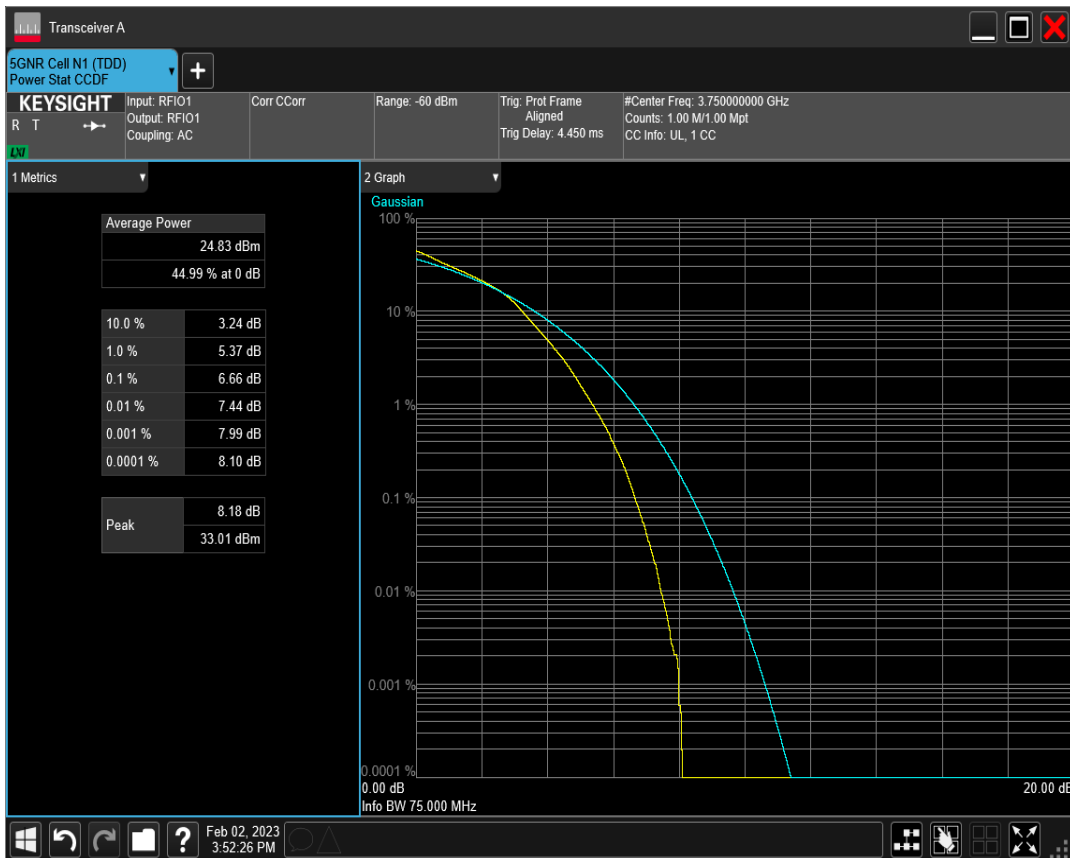 Transceiver A
5GNR Cell N1 (TDD)
Power Stat CCDF
+
KEYSIGHT
R T
LXI
Input: RFIO1
Output: RFIO1
Coupling: AC
Corr CCorr
Range: -60 dBm
Trig: Prot Frame
Aligned
Trig Delay: 4.450 ms
#Center Freq: 3.750000000 GHz
Counts: 1.00 M/1.00 Mpt
CC Info: UL, 1 CC
1 Metrics
Average Power
24.83 dBm
44.99 % at 0 dB
10.0 % 3.24 dB
1.0 % 5.37 dB
0.1 % 6.66 dB
0.01 % 7.44 dB
0.001 % 7.99 dB
0.0001 % 8.10 dB
Peak 8.18 dB
33.01 dBm
2 Graph
Gaussian
100 %
10 %
1 %
0.1 %
0.01 %
0.001 %
0.0001 %
0.00 dB 20.00 dB
Info BW 75.000 MHz
?
Feb 02, 2023
3:52:26 PM